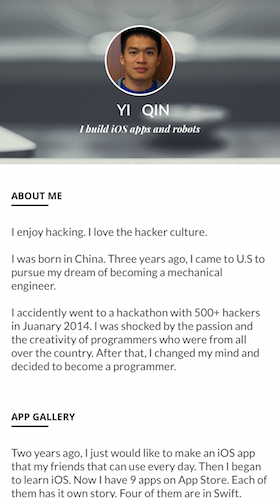 YI QIN
I build iOS apps and robots
ABOUT ME
I enjoy hacking. I love the hacker culture.
I was born in China. Three years ago, I came to U.S to
pursue my dream of becoming a mechanical
engineer.
I accidently went to a hackathon with 500+ hackers
in Juanary 2014. I was shocked by the passion and
the creativity of programmers who were from all
over the country. After that, I changed my mind and
decided to become a programmer.
APP GALLERY
Two years ago, I just would like to make an iOS app
that my friends that can use every day. Then I began
to learn iOS. Now I have 9 apps on App Store. Each of
them has it own story. Four of them are in Swift.